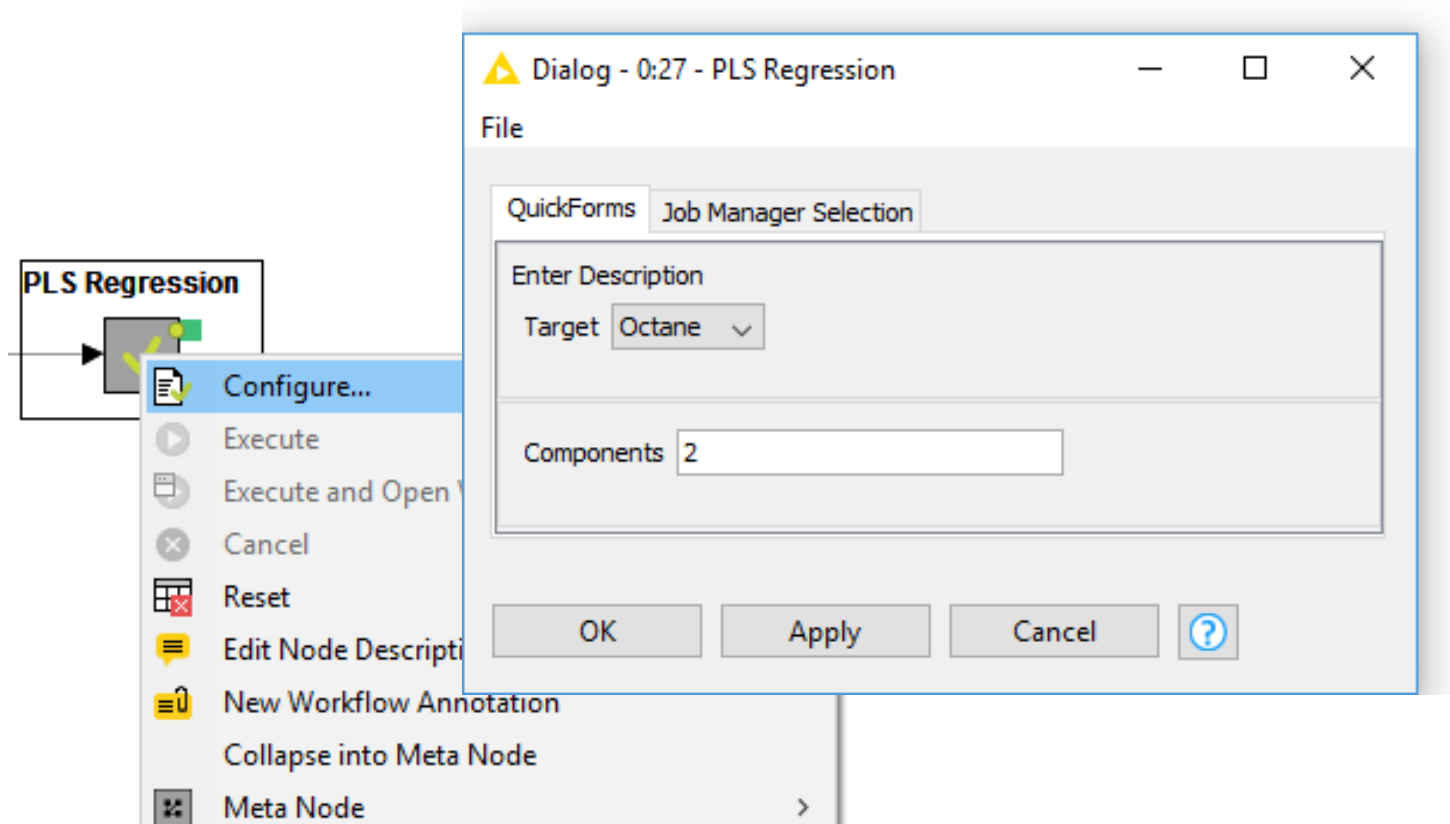 Dialog - 0:27 - PLS Regression
File
QuickForms
Job Manager Selection
Enter Description
Target Octane
Components 2
OK
Apply
Cancel
PLS Regression
Configure...
Execute
Execute and Open
Cancel
Reset
Edit Node Descripti
New Workflow Annotation
Collapse into Meta Node
Meta Node